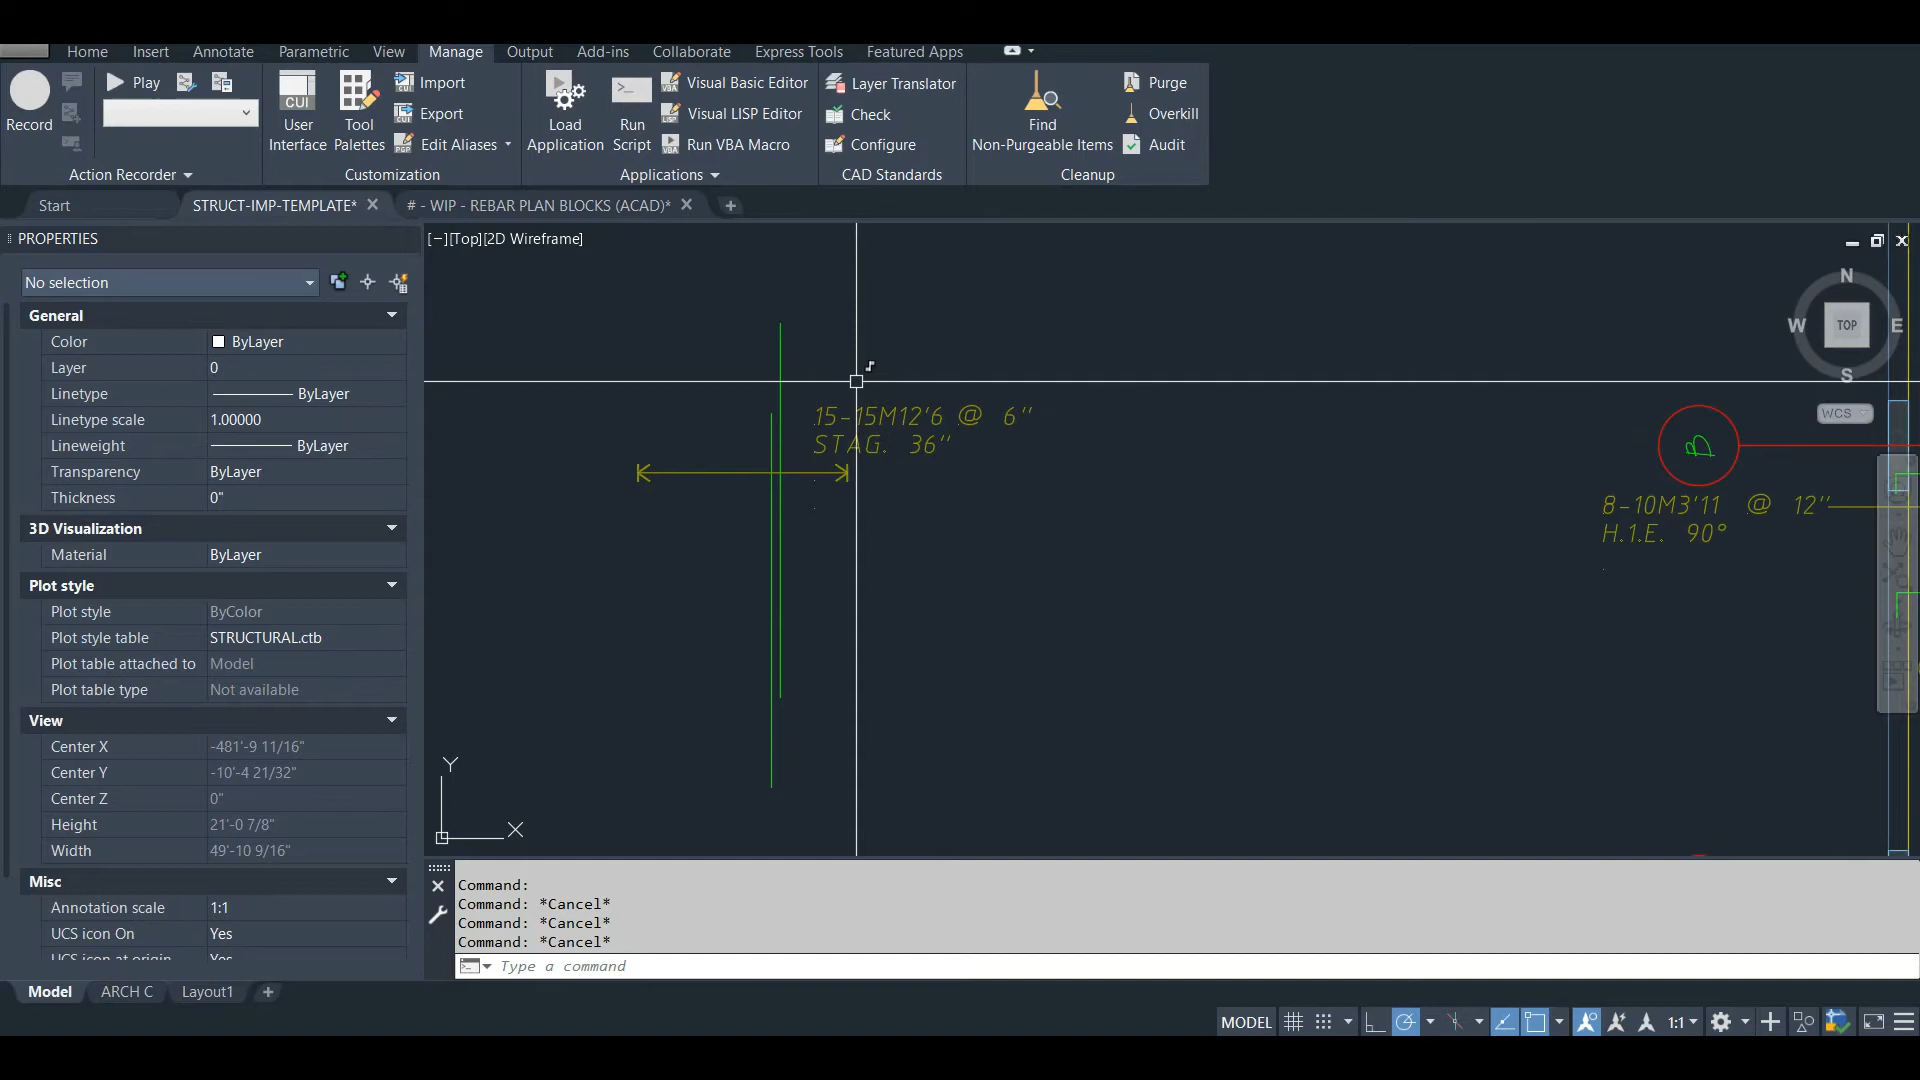 Home Insert Annotate Parametric View Manage Output Add-ins Collaborate Express Tools Featured Apps
Record
Play
Action Recorder
CUI
User
Interface
Tool
Palettes
Import
Export
Edit Aliases
PGP
Customization
Load
Application
Run
Script
Visual Basic Editor
Visual LISP Editor
Run VBA Macro
VBA
LISP
Applications
Layer Translator
Check
Configure
CAD Standards
Find
Non-Purgeable Items
Purge
Overkill
Audit
Cleanup
Start STRUCT-IMP-TEMPLATE* # - WIP - REBAR PLAN BLOCKS (ACAD)*
PROPERTIES
No selection
General
Color ByLayer
Layer 0
Linetype ByLayer
Linetype scale 1.00000
Lineweight ByLayer
Transparency ByLayer
Thickness 0"
3D Visualization
Material ByLayer
Plot style
Plot style ByColor
Plot style table STRUCTURAL.ctb
Plot table attached to Model
Plot table type Not available
View
Center X -481'-9 11/16"
Center Y -10'-4 21/32"
Center Z 0"
Height 21'-0 7/8"
Width 49'-10 9/16"
Misc
Annotation scale 1:1
UCS icon On Yes
UCS icon at origin Yes
[−][Top][2D Wireframe]
15-15M12'6 @ 6"
STAG. 36"
B
8-10M3'11 @ 12"
H.1.E. 90°
N
W TOP E
S
WCS
Y
X
Command:
Command: *Cancel*
Command: *Cancel*
Command: *Cancel*
Type a command
Model ARCH C Layout1
MODEL 1:1